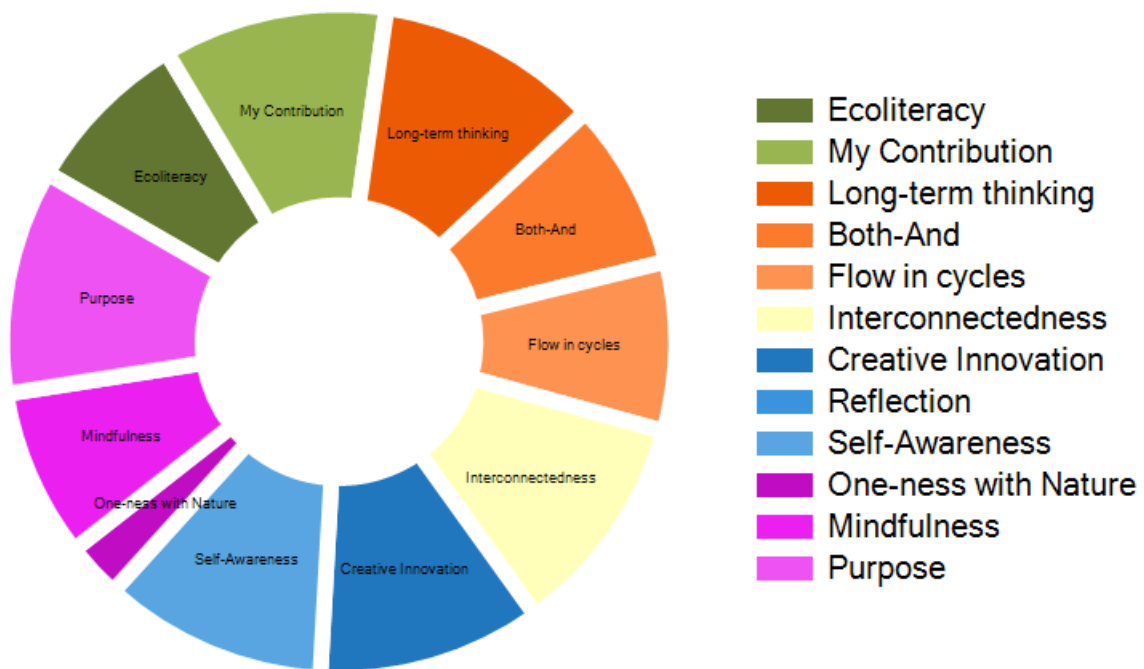 My Contribution
Long-term thinking
Ecoliteracy
Both-And
Purpose
Flow in cycles
Mindfulness
Interconnectedness
One-ness with Nature
Self-Awareness
Creative Innovation
Ecoliteracy
My Contribution
Long-term thinking
Both-And
Flow in cycles
Interconnectedness
Creative Innovation
Reflection
Self-Awareness
One-ness with Nature
Mindfulness
Purpose